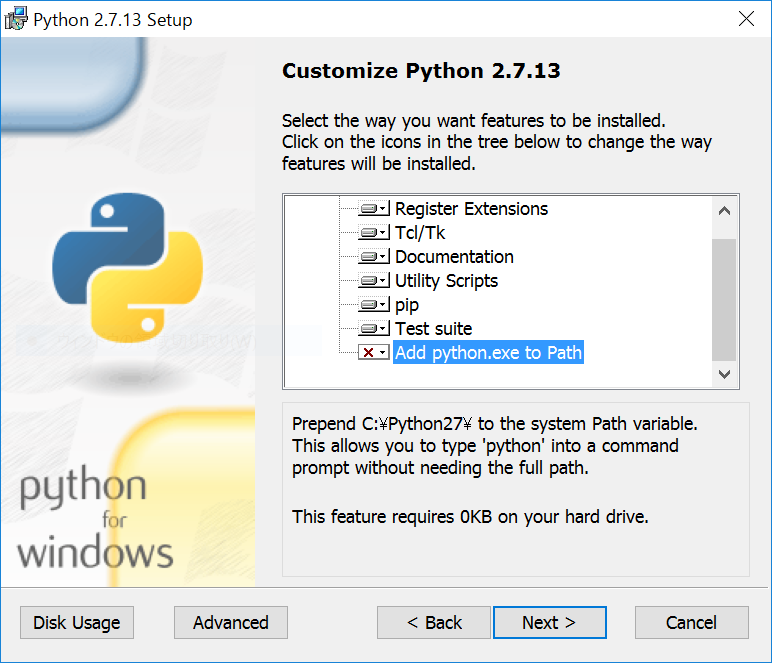 Python 2.7.13 Setup
Customize Python 2.7.13
Select the way you want features to be installed.
Click on the icons in the tree below to change the way
features will be installed.
Register Extensions
Tcl/Tk
Documentation
Utility Scripts
pip
Test suite
Add python.exe to Path
Prepend C:¥Python27¥ to the system Path variable.
This allows you to type 'python' into a command
prompt without needing the full path.
This feature requires 0KB on your hard drive.
python
for
windows
Disk Usage
Advanced
< Back
Next >
Cancel